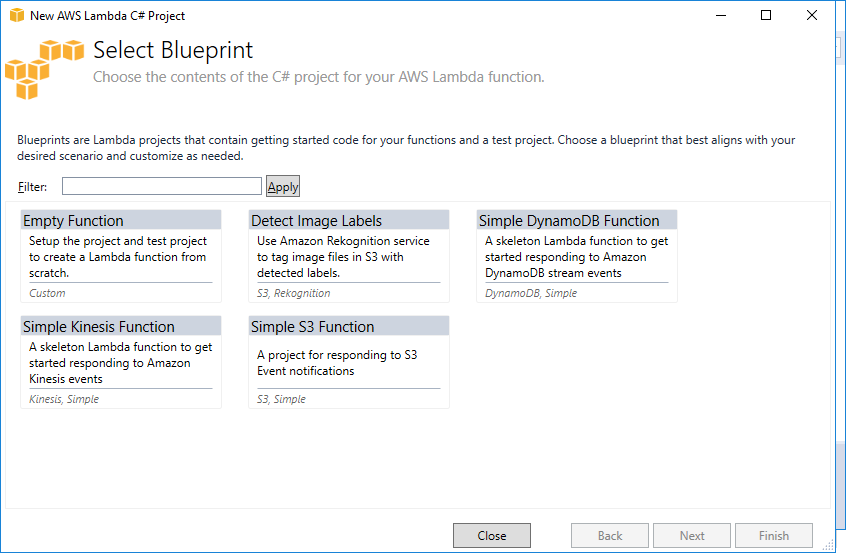 New AWS Lambda C# Project
Select Blueprint
Choose the contents of the C# project for your AWS Lambda function.
Blueprints are Lambda projects that contain getting started code for your functions and a test project. Choose a blueprint that best aligns with your
desired scenario and customize as needed.
Filter:
Apply
Empty Function
Setup the project and test project
to create a Lambda function from
scratch.
Custom
Detect Image Labels
Use Amazon Rekognition service
to tag image files in S3 with
detected labels.
S3, Rekognition
Simple DynamoDB Function
A skeleton Lambda function to get
started responding to Amazon
DynamoDB stream events
DynamoDB, Simple
Simple Kinesis Function
A skeleton Lambda function to get
started responding to Amazon
Kinesis events
Kinesis, Simple
Simple S3 Function
A project for responding to S3
Event notifications
S3, Simple
Close
Back
Next
Finish